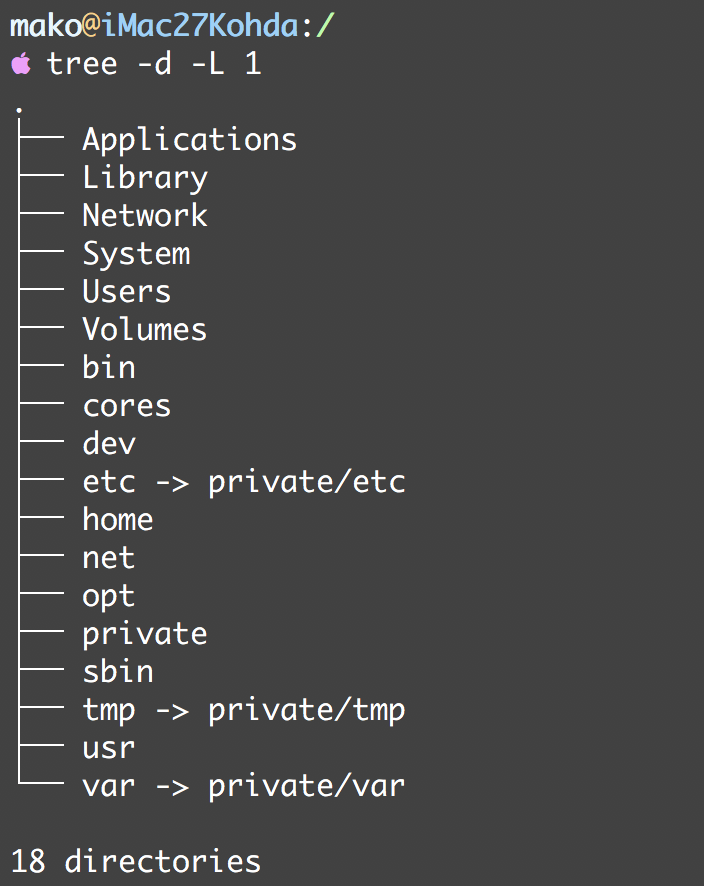 mako@iMac27Kohda:/
 tree -d -L 1
.
├── Applications
├── Library
├── Network
├── System
├── Users
├── Volumes
├── bin
├── cores
├── dev
├── etc -> private/etc
├── home
├── net
├── opt
├── private
├── sbin
├── tmp -> private/tmp
├── usr
└── var -> private/var
18 directories